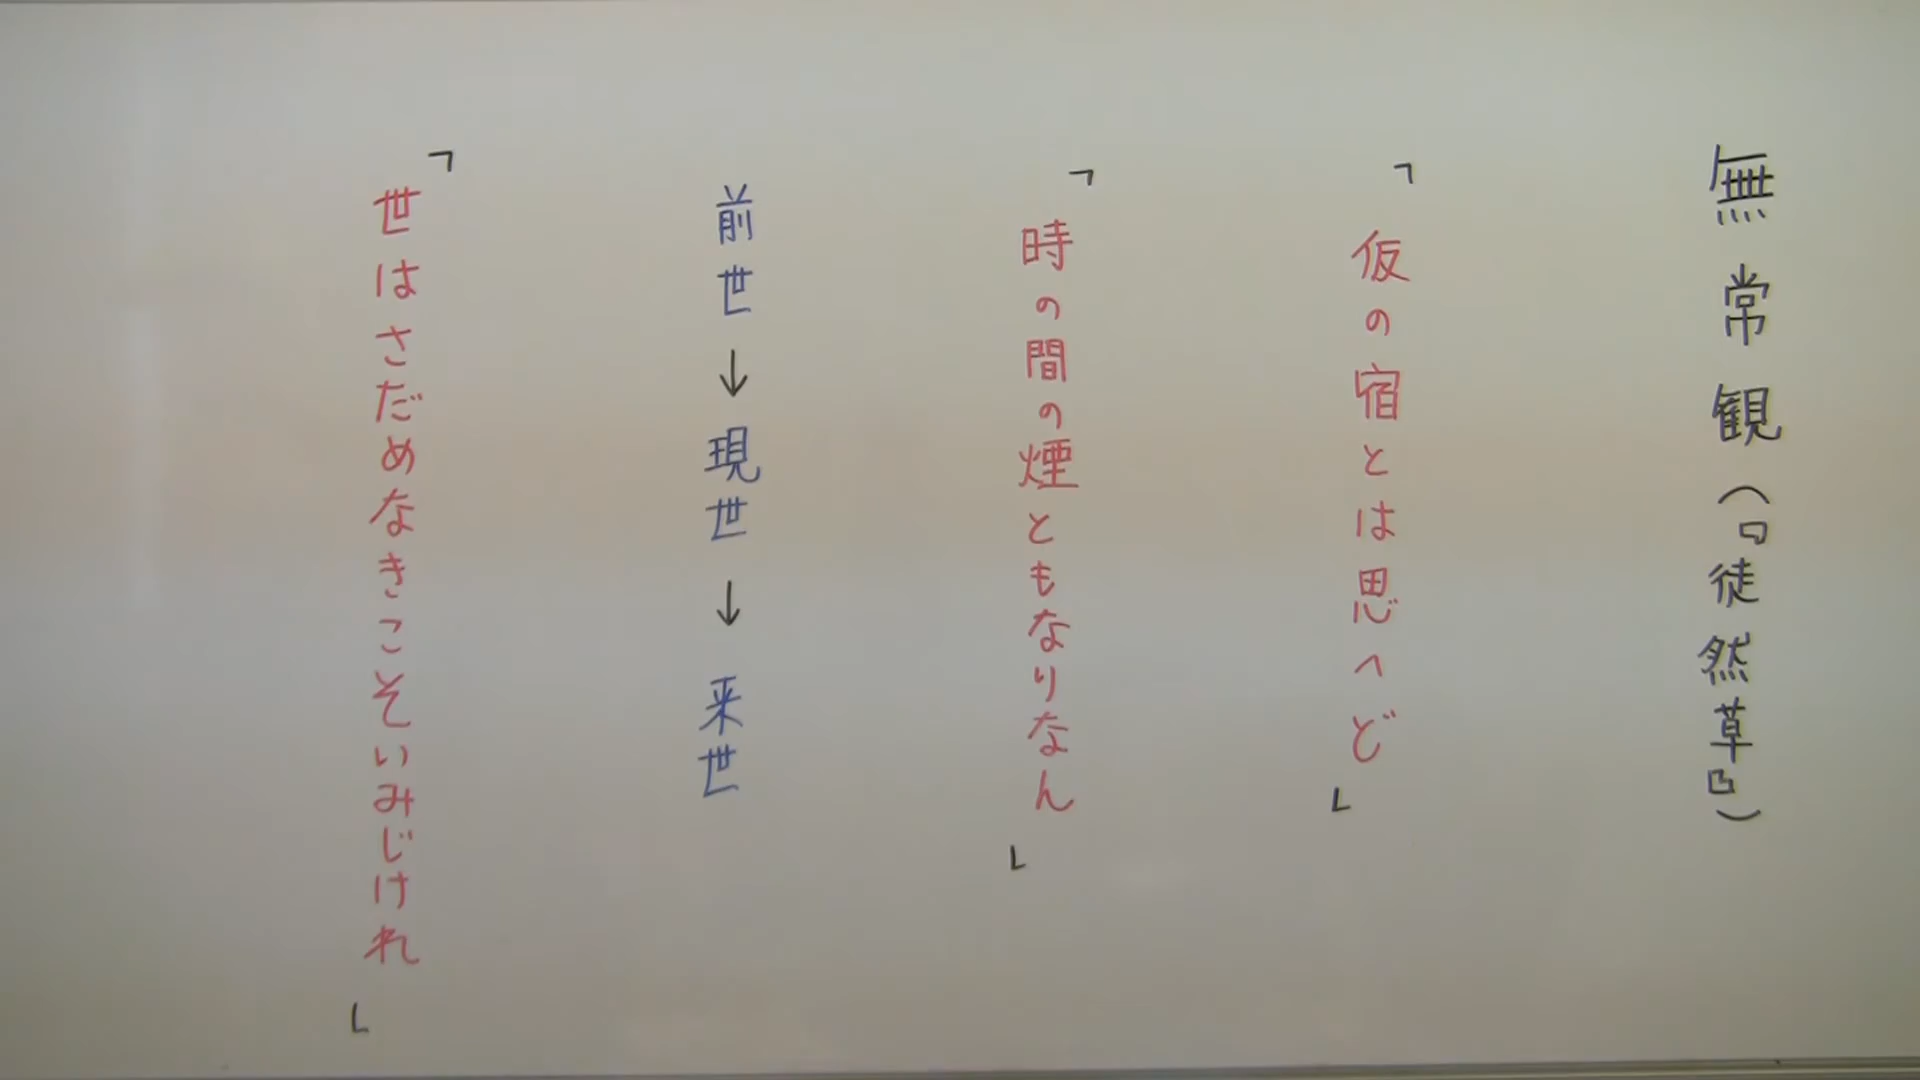 無常観(『徒然草』)
「仮の宿とは思へど」
「時の間の煙ともなりなん」
前世→現世→来世
「世はさだめなきこそいみじけれ」